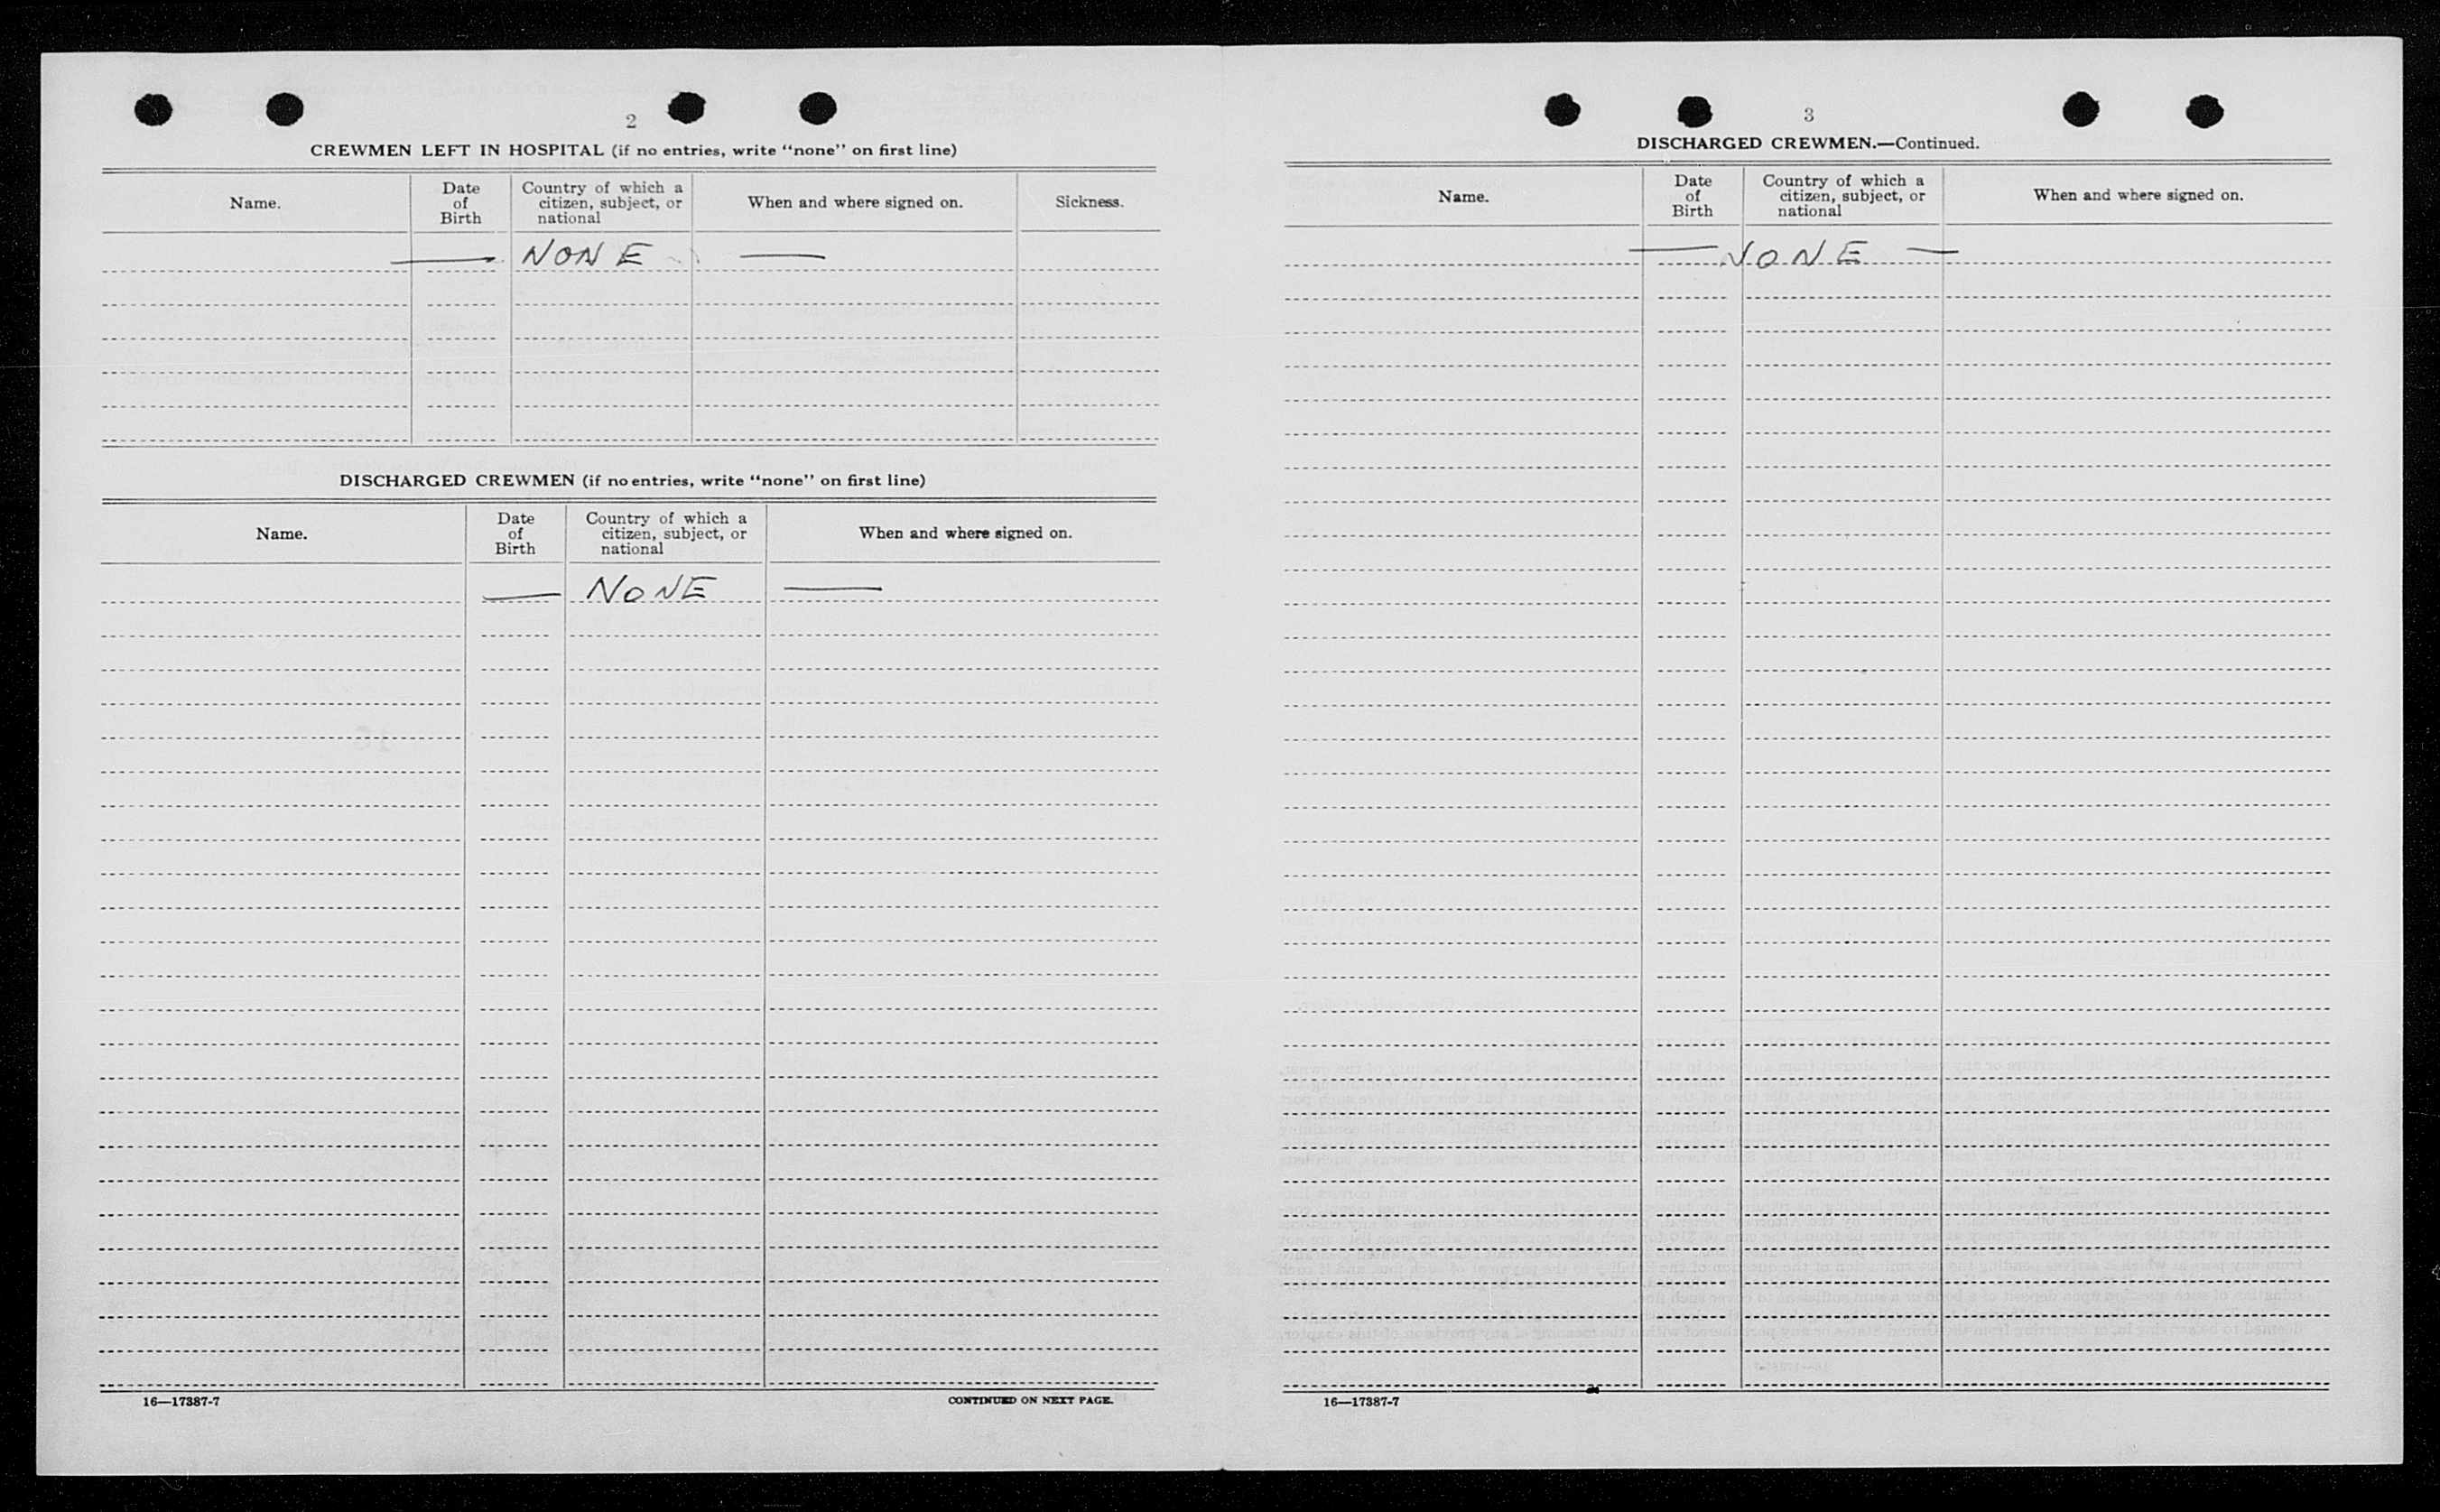 2
CREWMEN LEFT IN HOSPITAL (if no entries, write “none” on first line)
Name.
Date
of
Birth
Country of which a
citizen, subject, or
national
When and where signed on.
Sickness.
— NONE —
DISCHARGED CREWMEN (if no entries, write “none” on first line)
Name.
Date
of
Birth
Country of which a
citizen, subject, or
national
When and where signed on.
— NONE —
16—17387-7
CONTINUED ON NEXT PAGE.
3
DISCHARGED CREWMEN.—Continued.
Name.
Date
of
Birth
Country of which a
citizen, subject, or
national
When and where signed on.
— NONE —
16—17387-7